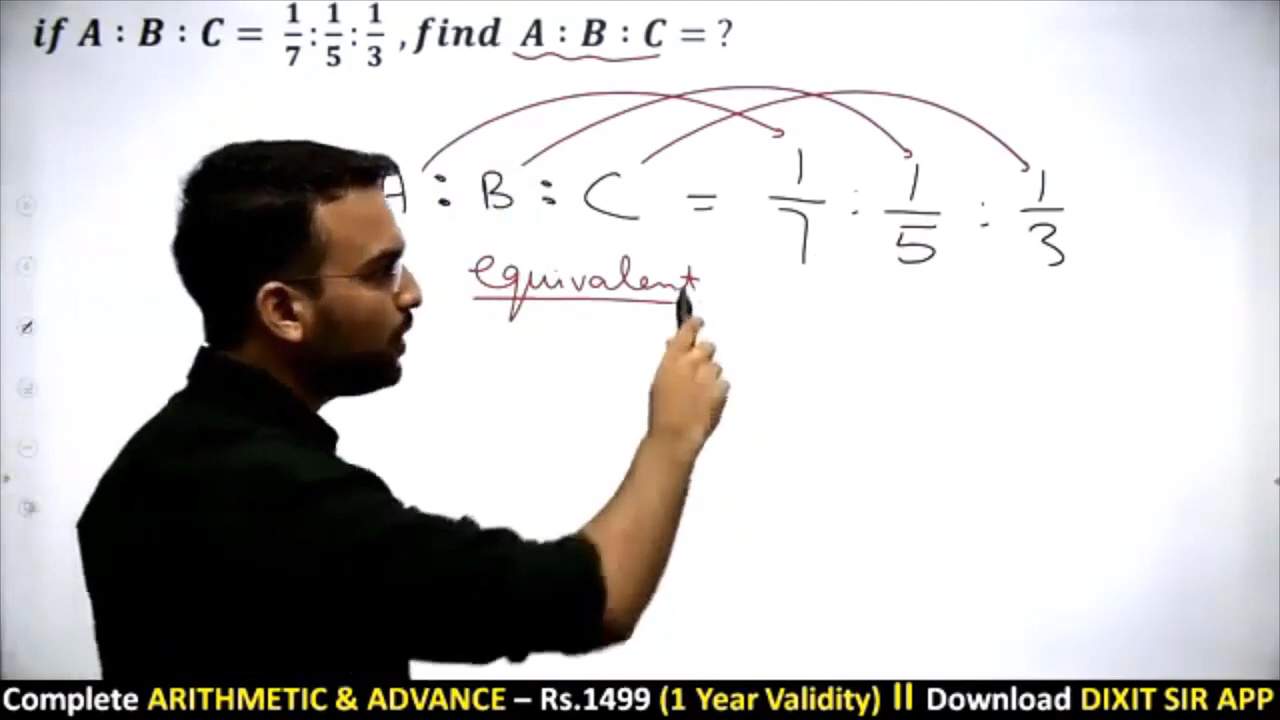 if A : B : C = 1/7 : 1/5 : 1/3 , find A : B : C = ?
A : B : C = 1/7 : 1/5 : 1/3
equivalent
Complete ARITHMETIC & ADVANCE – Rs.1499 (1 Year Validity) II Download DIXIT SIR APP